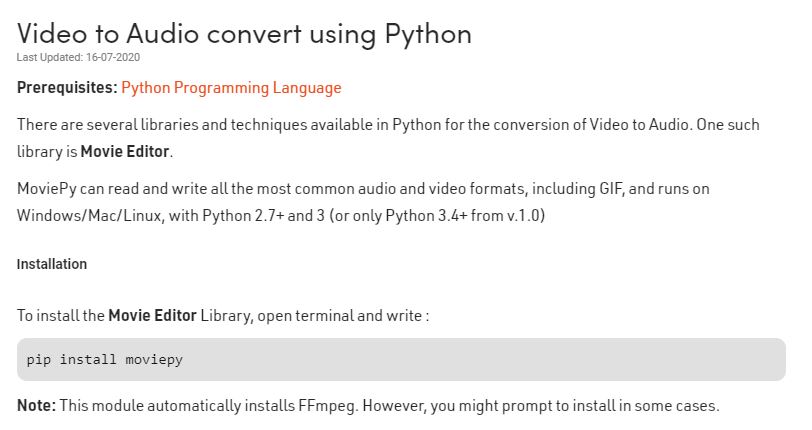 Video to Audio convert using Python
Last Updated: 16-07-2020
Prerequisites: Python Programming Language
There are several libraries and techniques available in Python for the conversion of Video to Audio. One such
library is Movie Editor.
MoviePy can read and write all the most common audio and video formats, including GIF, and runs on
Windows/Mac/Linux, with Python 2.7+ and 3 (or only Python 3.4+ from v.1.0)
Installation
To install the Movie Editor Library, open terminal and write :
pip install moviepy
Note: This module automatically installs FFmpeg. However, you might prompt to install in some cases.